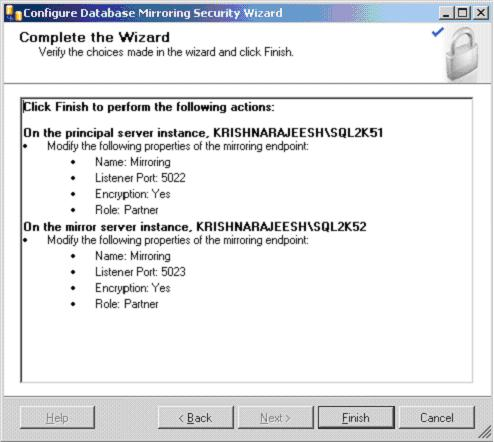 Configure Database Mirroring Security Wizard
Complete the Wizard
Verify the choices made in the wizard and click Finish.
Click Finish to perform the following actions:
On the principal server instance, KRISHNARAJEESH\SQL2K51
• Modify the following properties of the mirroring endpoint:
• Name: Mirroring
• Listener Port: 5022
• Encryption: Yes
• Role: Partner
On the mirror server instance, KRISHNARAJEESH\SQL2K52
• Modify the following properties of the mirroring endpoint:
• Name: Mirroring
• Listener Port: 5023
• Encryption: Yes
• Role: Partner
Help < Back Next > Finish Cancel